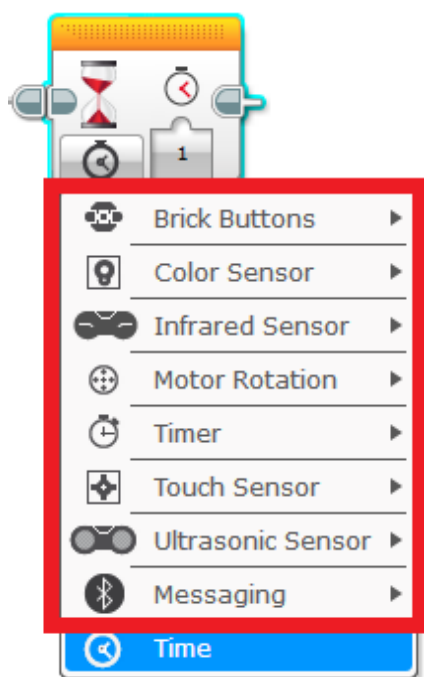 1
Brick Buttons
Color Sensor
Infrared Sensor
Motor Rotation
Timer
Touch Sensor
Ultrasonic Sensor
Messaging
Time